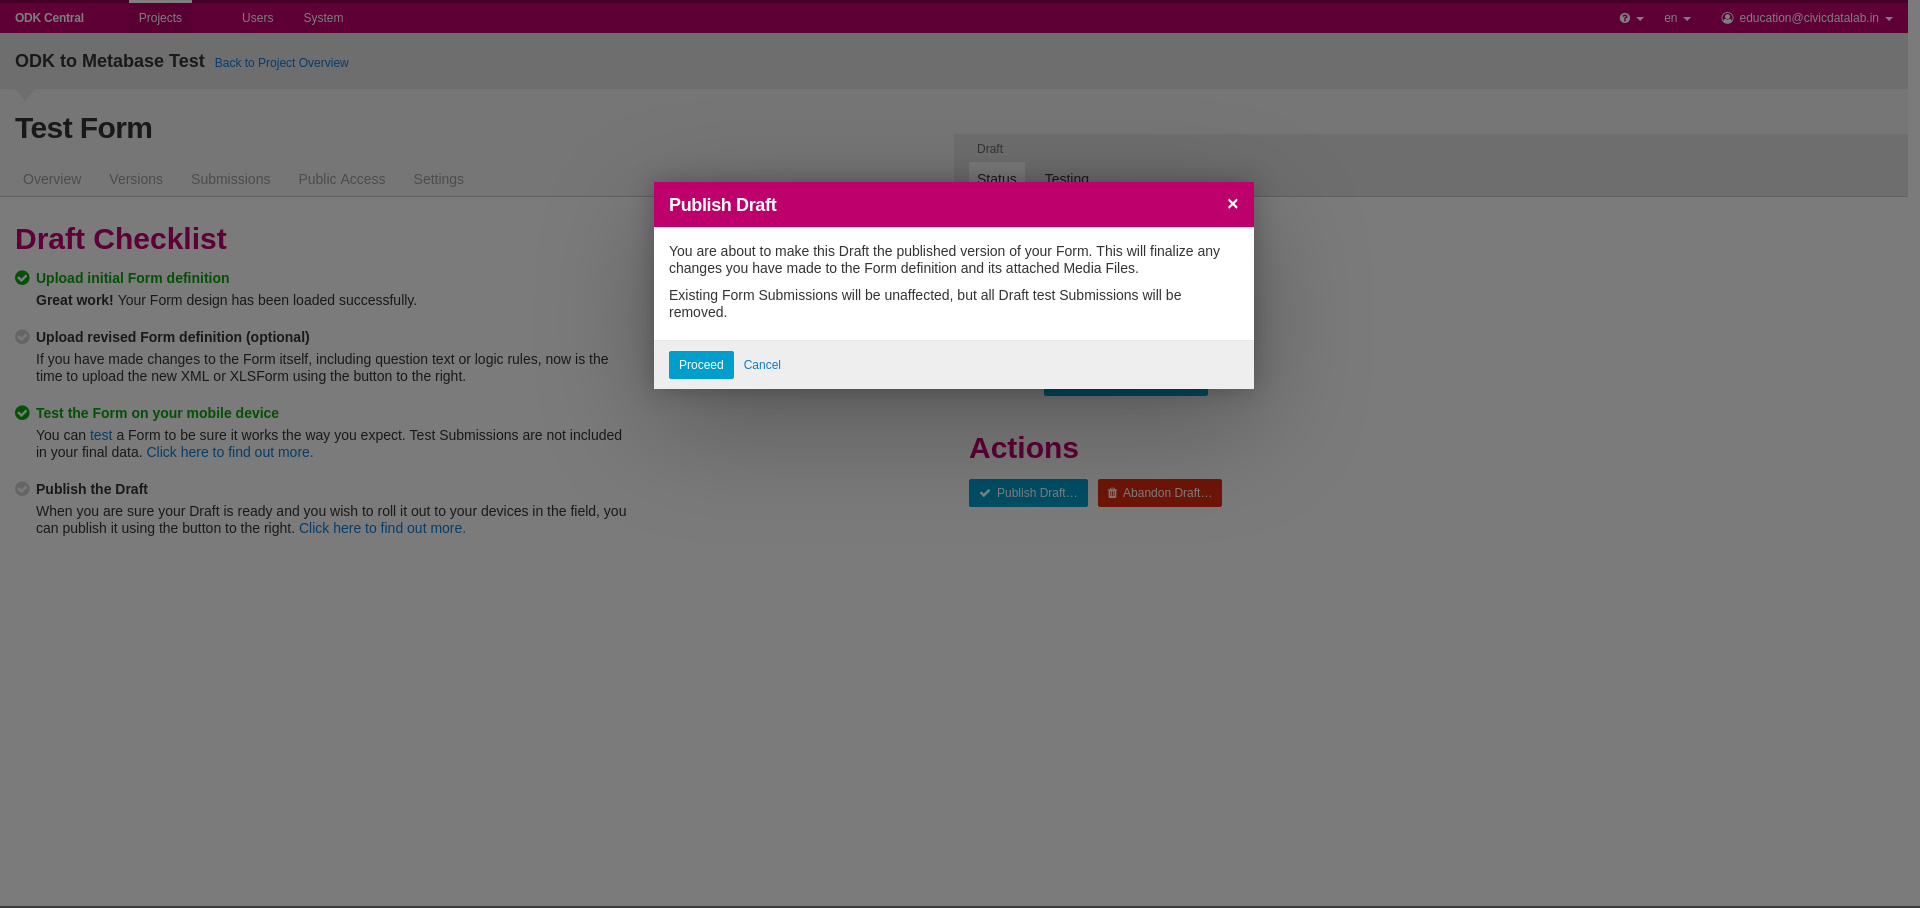 ODK Central Projects Users System en education@civicdatalab.in
ODK to Metabase Test Back to Project Overview
Test Form
Draft
Overview Versions Submissions Public Access Settings Status Testing
Publish Draft ×
You are about to make this Draft the published version of your Form. This will finalize any
changes you have made to the Form definition and its attached Media Files.
Existing Form Submissions will be unaffected, but all Draft test Submissions will be
removed.
Proceed Cancel
Draft Checklist
Upload initial Form definition
Great work! Your Form design has been loaded successfully.
Upload revised Form definition (optional)
If you have made changes to the Form itself, including question text or logic rules, now is the
time to upload the new XML or XLSForm using the button to the right.
Test the Form on your mobile device
You can test a Form to be sure it works the way you expect. Test Submissions are not included
in your final data. Click here to find out more.
Publish the Draft
When you are sure your Draft is ready and you wish to roll it out to your devices in the field, you
can publish it using the button to the right. Click here to find out more.
Actions
Publish Draft… Abandon Draft…